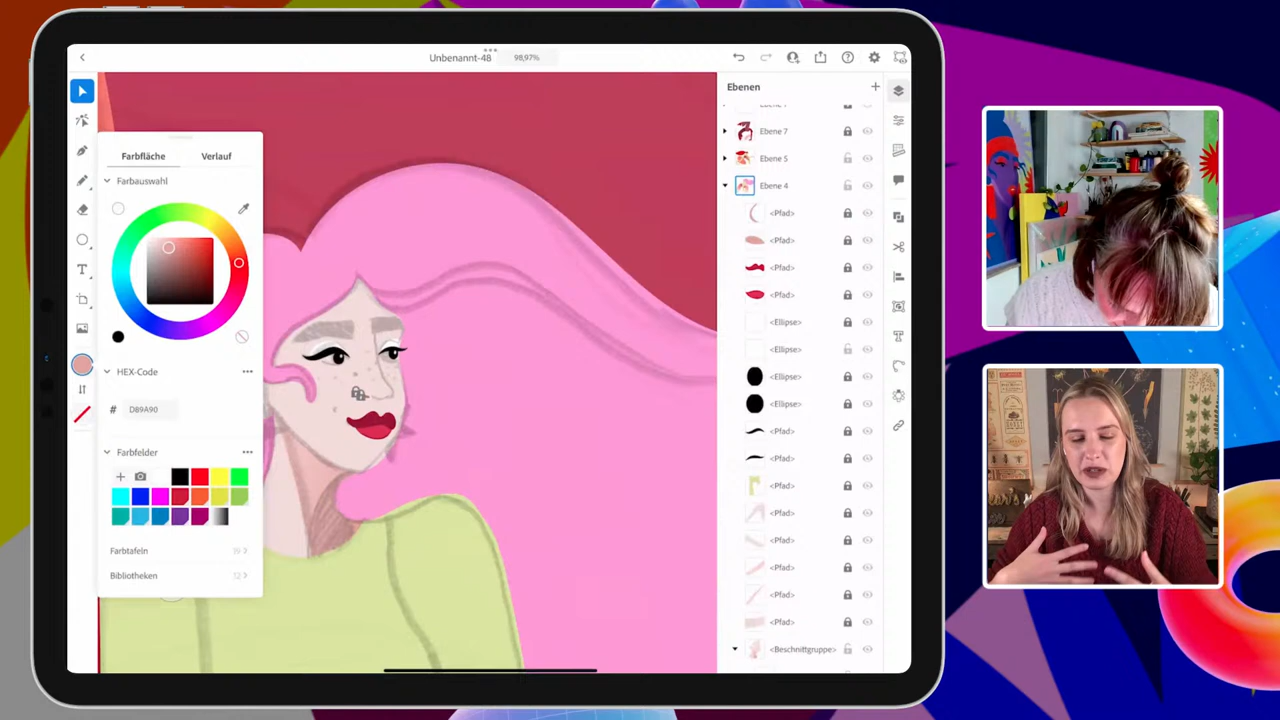 Unbenannt-48
98,97%
Ebenen
Ebene 7
Ebene 5
Ebene 4
<Pfad>
<Pfad>
<Pfad>
<Pfad>
<Ellipse>
<Ellipse>
<Ellipse>
<Ellipse>
<Pfad>
<Pfad>
<Pfad>
<Pfad>
<Pfad>
<Pfad>
<Pfad>
<Pfad>
<Beschnittgruppe>
Farbfläche
Verlauf
Farbauswahl
HEX-Code
# D89A90
Farbfelder
Farbtafeln
Bibliotheken